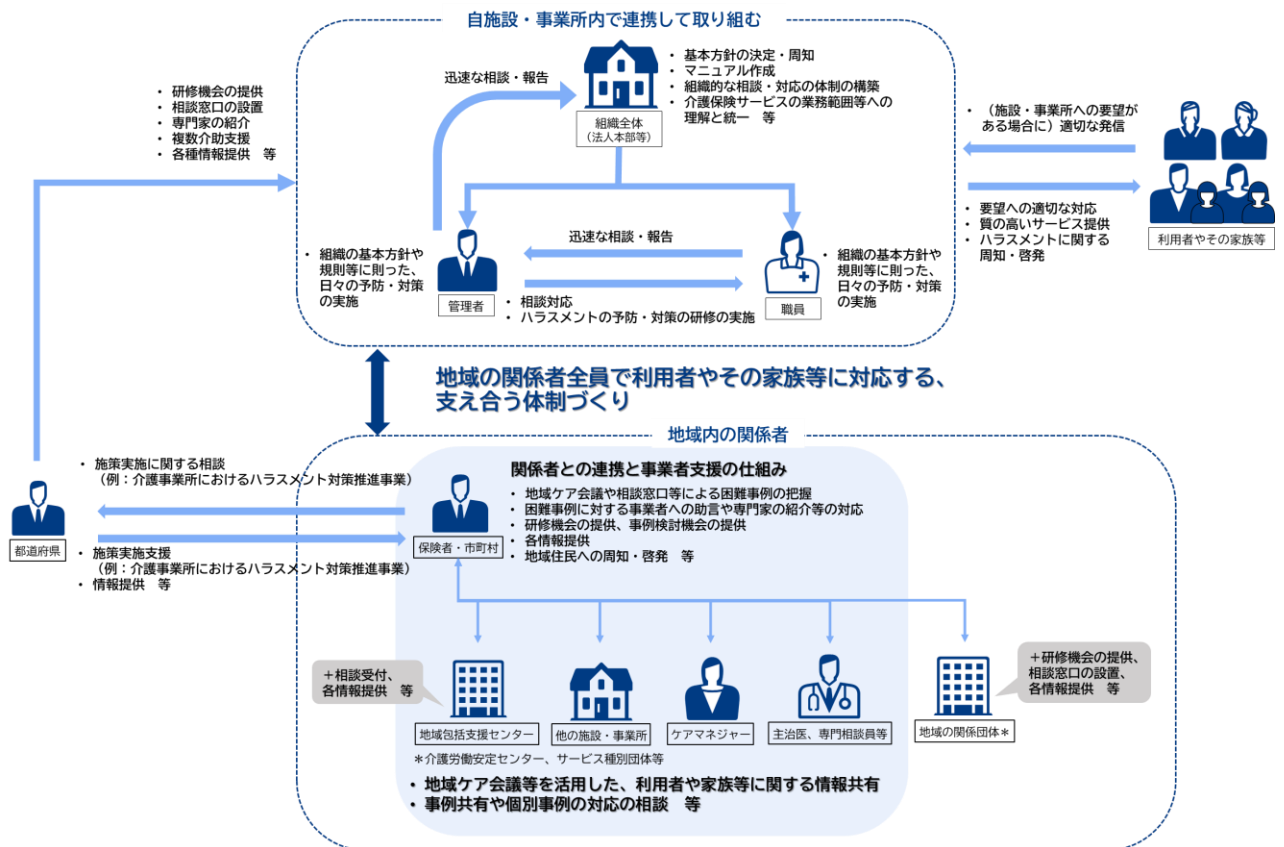 自施設・事業所内で連携して取り組む
・ 研修機会の提供
・ 相談窓口の設置
・ 専門家の紹介
・ 複数介助支援
・ 各種情報提供　等
迅速な相談・報告
組織全体
（法人本部等）
・ 基本方針の決定・周知
・ マニュアル作成
・ 組織的な相談・対応の体制の構築
・ 介護保険サービスの業務範囲等への
理解と統一　等
・ （施設・事業所への要望が
ある場合に）適切な発信
・ 要望への適切な対応
・ 質の高いサービス提供
・ ハラスメントに関する
周知・啓発
利用者やその家族等
・ 組織の基本方針や
規則等に則った、
日々の予防・対策
の実施
管理者
迅速な相談・報告
・ 相談対応
・ ハラスメントの予防・対策の研修の実施
職員
・ 組織の基本方針や
規則等に則った、
日々の予防・対策
の実施
地域の関係者全員で利用者やその家族等に対応する、
支え合う体制づくり
地域内の関係者
・ 施策実施に関する相談
（例：介護事業所におけるハラスメント対策推進事業）
都道府県
・ 施策実施支援
（例：介護事業所におけるハラスメント対策推進事業）
・ 情報提供　等
保険者・市町村
関係者との連携と事業者支援の仕組み
・ 地域ケア会議や相談窓口等による困難事例の把握
・ 困難事例に対する事業者への助言や専門家の紹介等の対応
・ 研修機会の提供、事例検討機会の提供
・ 各情報提供
・ 地域住民への周知・啓発　等
＋相談受付、
各情報提供　等
地域包括支援センター
他の施設・事業所
ケアマネジャー
主治医、専門相談員等
地域の関係団体＊
＋研修機会の提供、
相談窓口の設置、
各情報提供　等
＊介護労働安定センター、サービス種別団体等
・ 地域ケア会議等を活用した、利用者や家族等に関する情報共有
・ 事例共有や個別事例の対応の相談　等